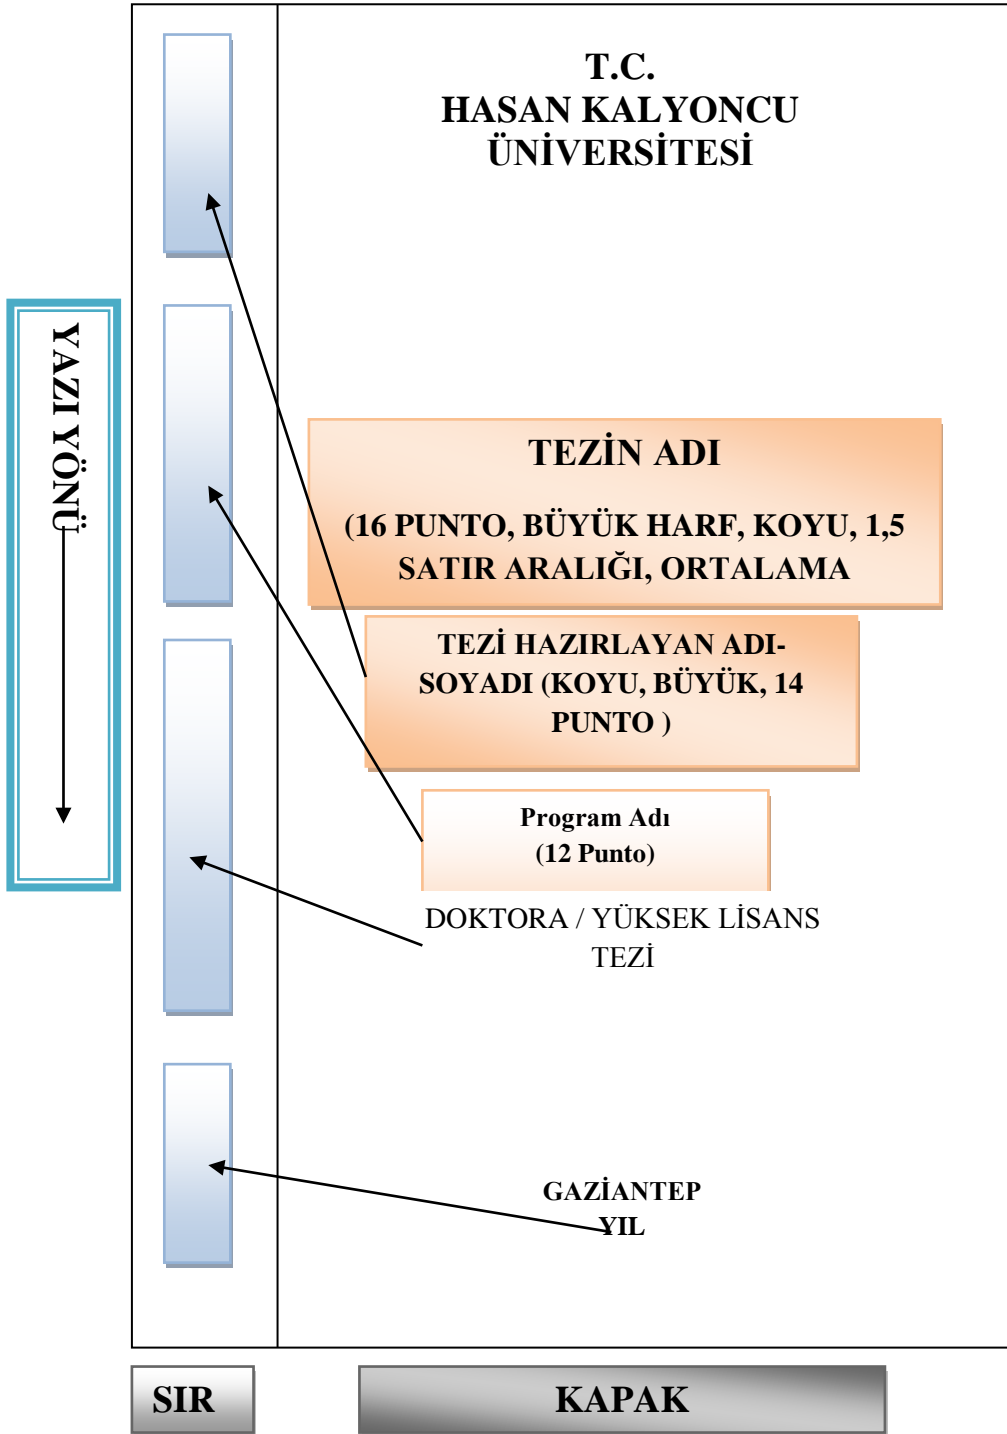 T.C.
HASAN KALYONCU
ÜNİVERSİTESİ
YAZI YÖNÜ
TEZİN ADI
(16 PUNTO, BÜYÜK HARF, KOYU, 1,5
SATIR ARALIĞI, ORTALAMA
TEZİ HAZIRLAYAN ADI-
SOYADI (KOYU, BÜYÜK, 14
PUNTO )
Program Adı
(12 Punto)
DOKTORA / YÜKSEK LİSANS
TEZİ
GAZİANTEP
YIL
SIR
KAPAK